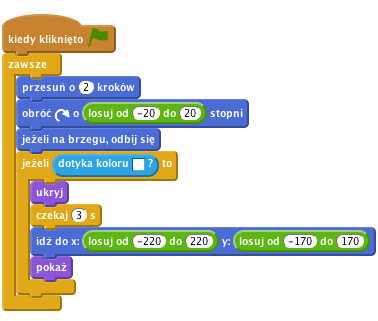 kiedy kliknięto
zawsze
przesuń o 2 kroków
obróć o losuj od -20 do 20 stopni
jeżeli na brzegu, odbij się
jeżeli dotyka koloru ? to
ukryj
czekaj 3 s
idź do x: losuj od -220 do 220 y: losuj od -170 do 170
pokaż